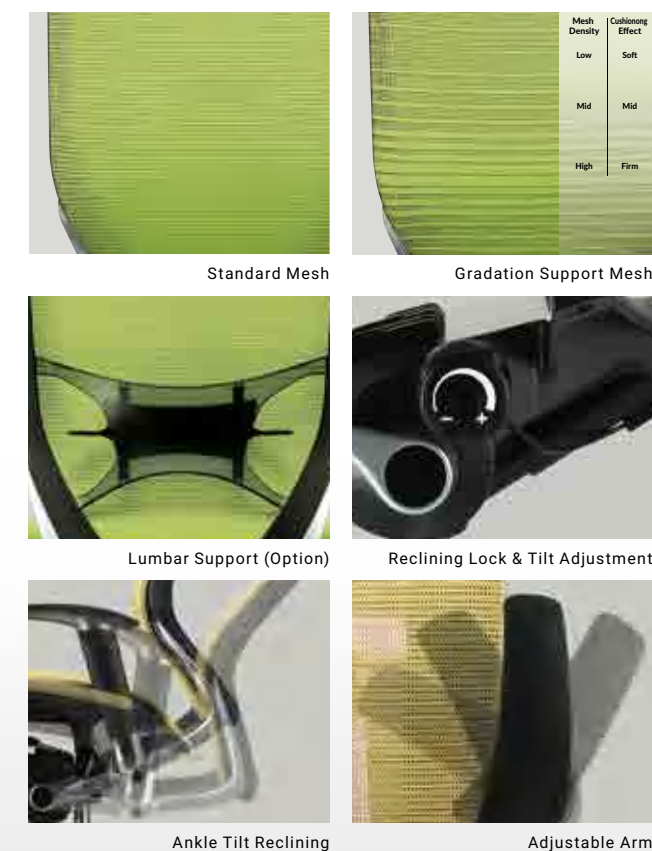 Mesh Density
Cushionong Effect
Low Soft
Mid Mid
High Firm
Standard Mesh
Gradation Support Mesh
- +
Lumbar Support (Option)
Reclining Lock & Tilt Adjustment
Ankle Tilt Reclining
Adjustable Arm